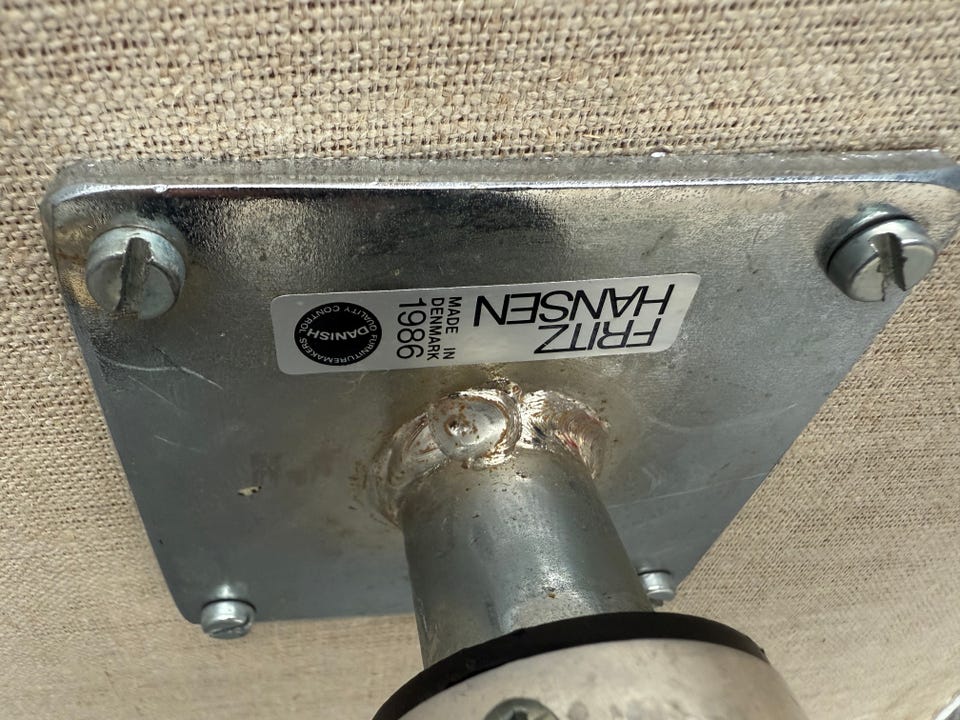 FRITZ
HANSEN
MADE IN
DENMARK
1986
DANISH
FURNITUREMAKERS QUALITY CONTROL